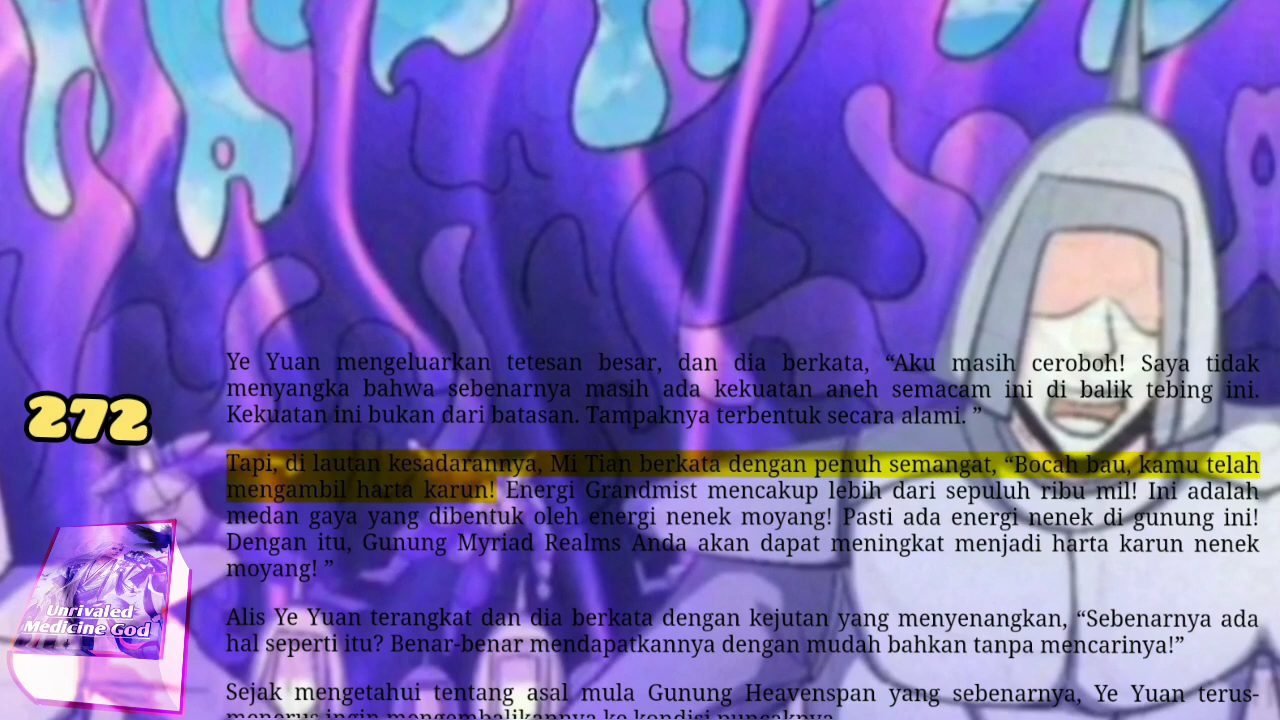 Ye Yuan mengeluarkan tetesan besar, dan dia berkata, “Aku masih ceroboh! Saya tidak
menyangka bahwa sebenarnya masih ada kekuatan aneh semacam ini di balik tebing ini.
Kekuatan ini bukan dari batasan. Tampaknya terbentuk secara alami. ”
272
Tapi, di lautan kesadarannya, Mi Tian berkata dengan penuh semangat, “Bocah bau, kamu telah
mengambil harta karun! Energi Grandmist mencakup lebih dari sepuluh ribu mil! Ini adalah
medan gaya yang dibentuk oleh energi nenek moyang! Pasti ada energi nenek di gunung ini!
Dengan itu, Gunung Myriad Realms Anda akan dapat meningkat menjadi harta karun nenek
moyang! ”
Unrivaled
Medicine God
Alis Ye Yuan terangkat dan dia berkata dengan kejutan yang menyenangkan, “Sebenarnya ada
hal seperti itu? Benar-benar mendapatkannya dengan mudah bahkan tanpa mencarinya!”
Sejak mengetahui tentang asal mula Gunung Heavenspan yang sebenarnya, Ye Yuan terus-
menerus ingin mengembalikannya ke kondisi puncaknya.